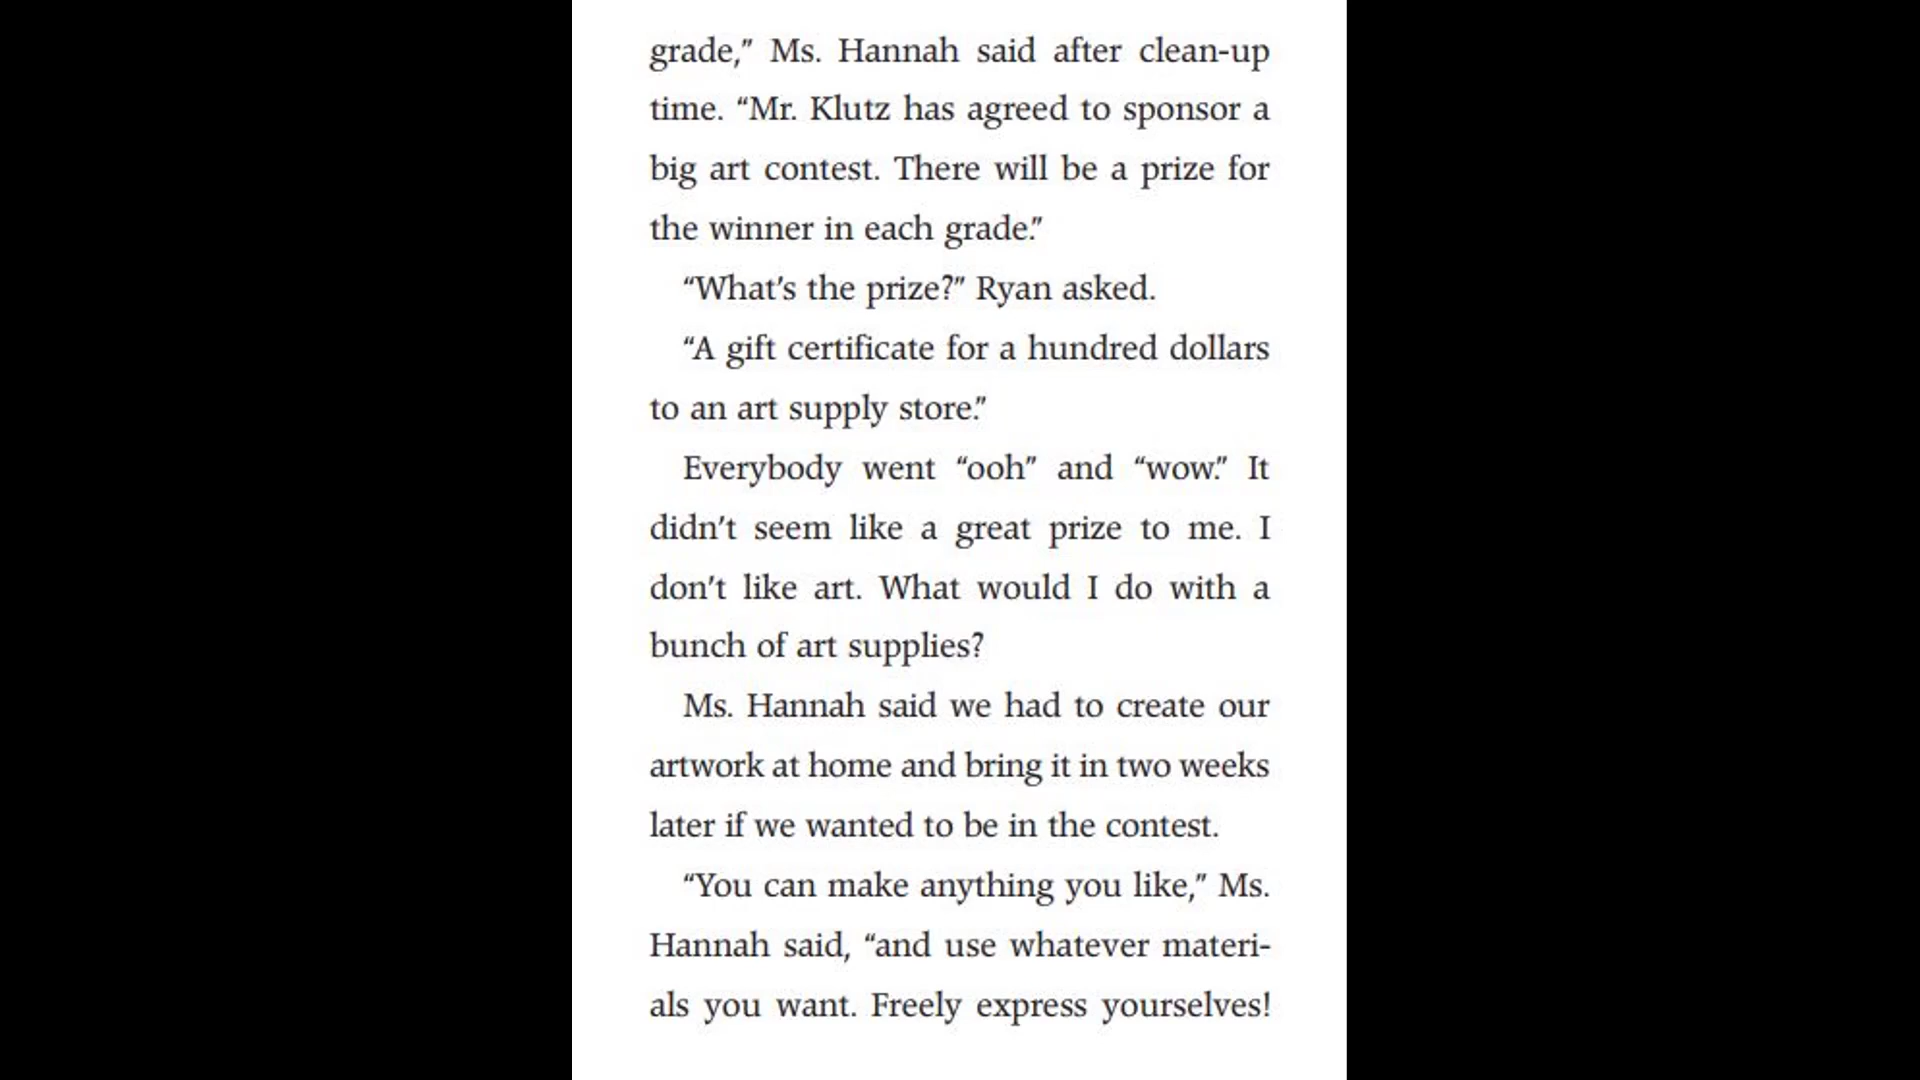 grade,” Ms. Hannah said after clean-up
time. “Mr. Klutz has agreed to sponsor a
big art contest. There will be a prize for
the winner in each grade.”
“What’s the prize?” Ryan asked.
“A gift certificate for a hundred dollars
to an art supply store.”
Everybody went “ooh” and “wow.” It
didn’t seem like a great prize to me. I
don’t like art. What would I do with a
bunch of art supplies?
Ms. Hannah said we had to create our
artwork at home and bring it in two weeks
later if we wanted to be in the contest.
“You can make anything you like,” Ms.
Hannah said, “and use whatever materi-
als you want. Freely express yourselves!